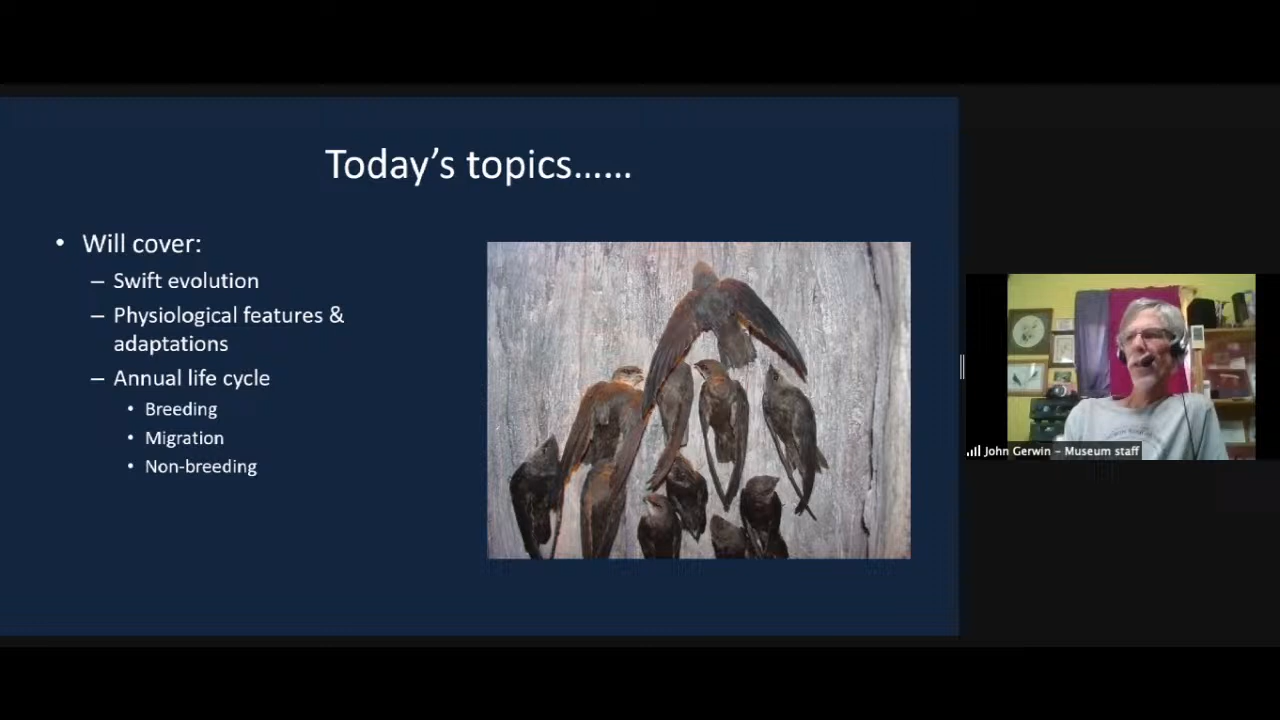 Today's topics......
• Will cover:
– Swift evolution
– Physiological features &
adaptations
– Annual life cycle
• Breeding
• Migration
• Non-breeding
John Gerwin – Museum staff